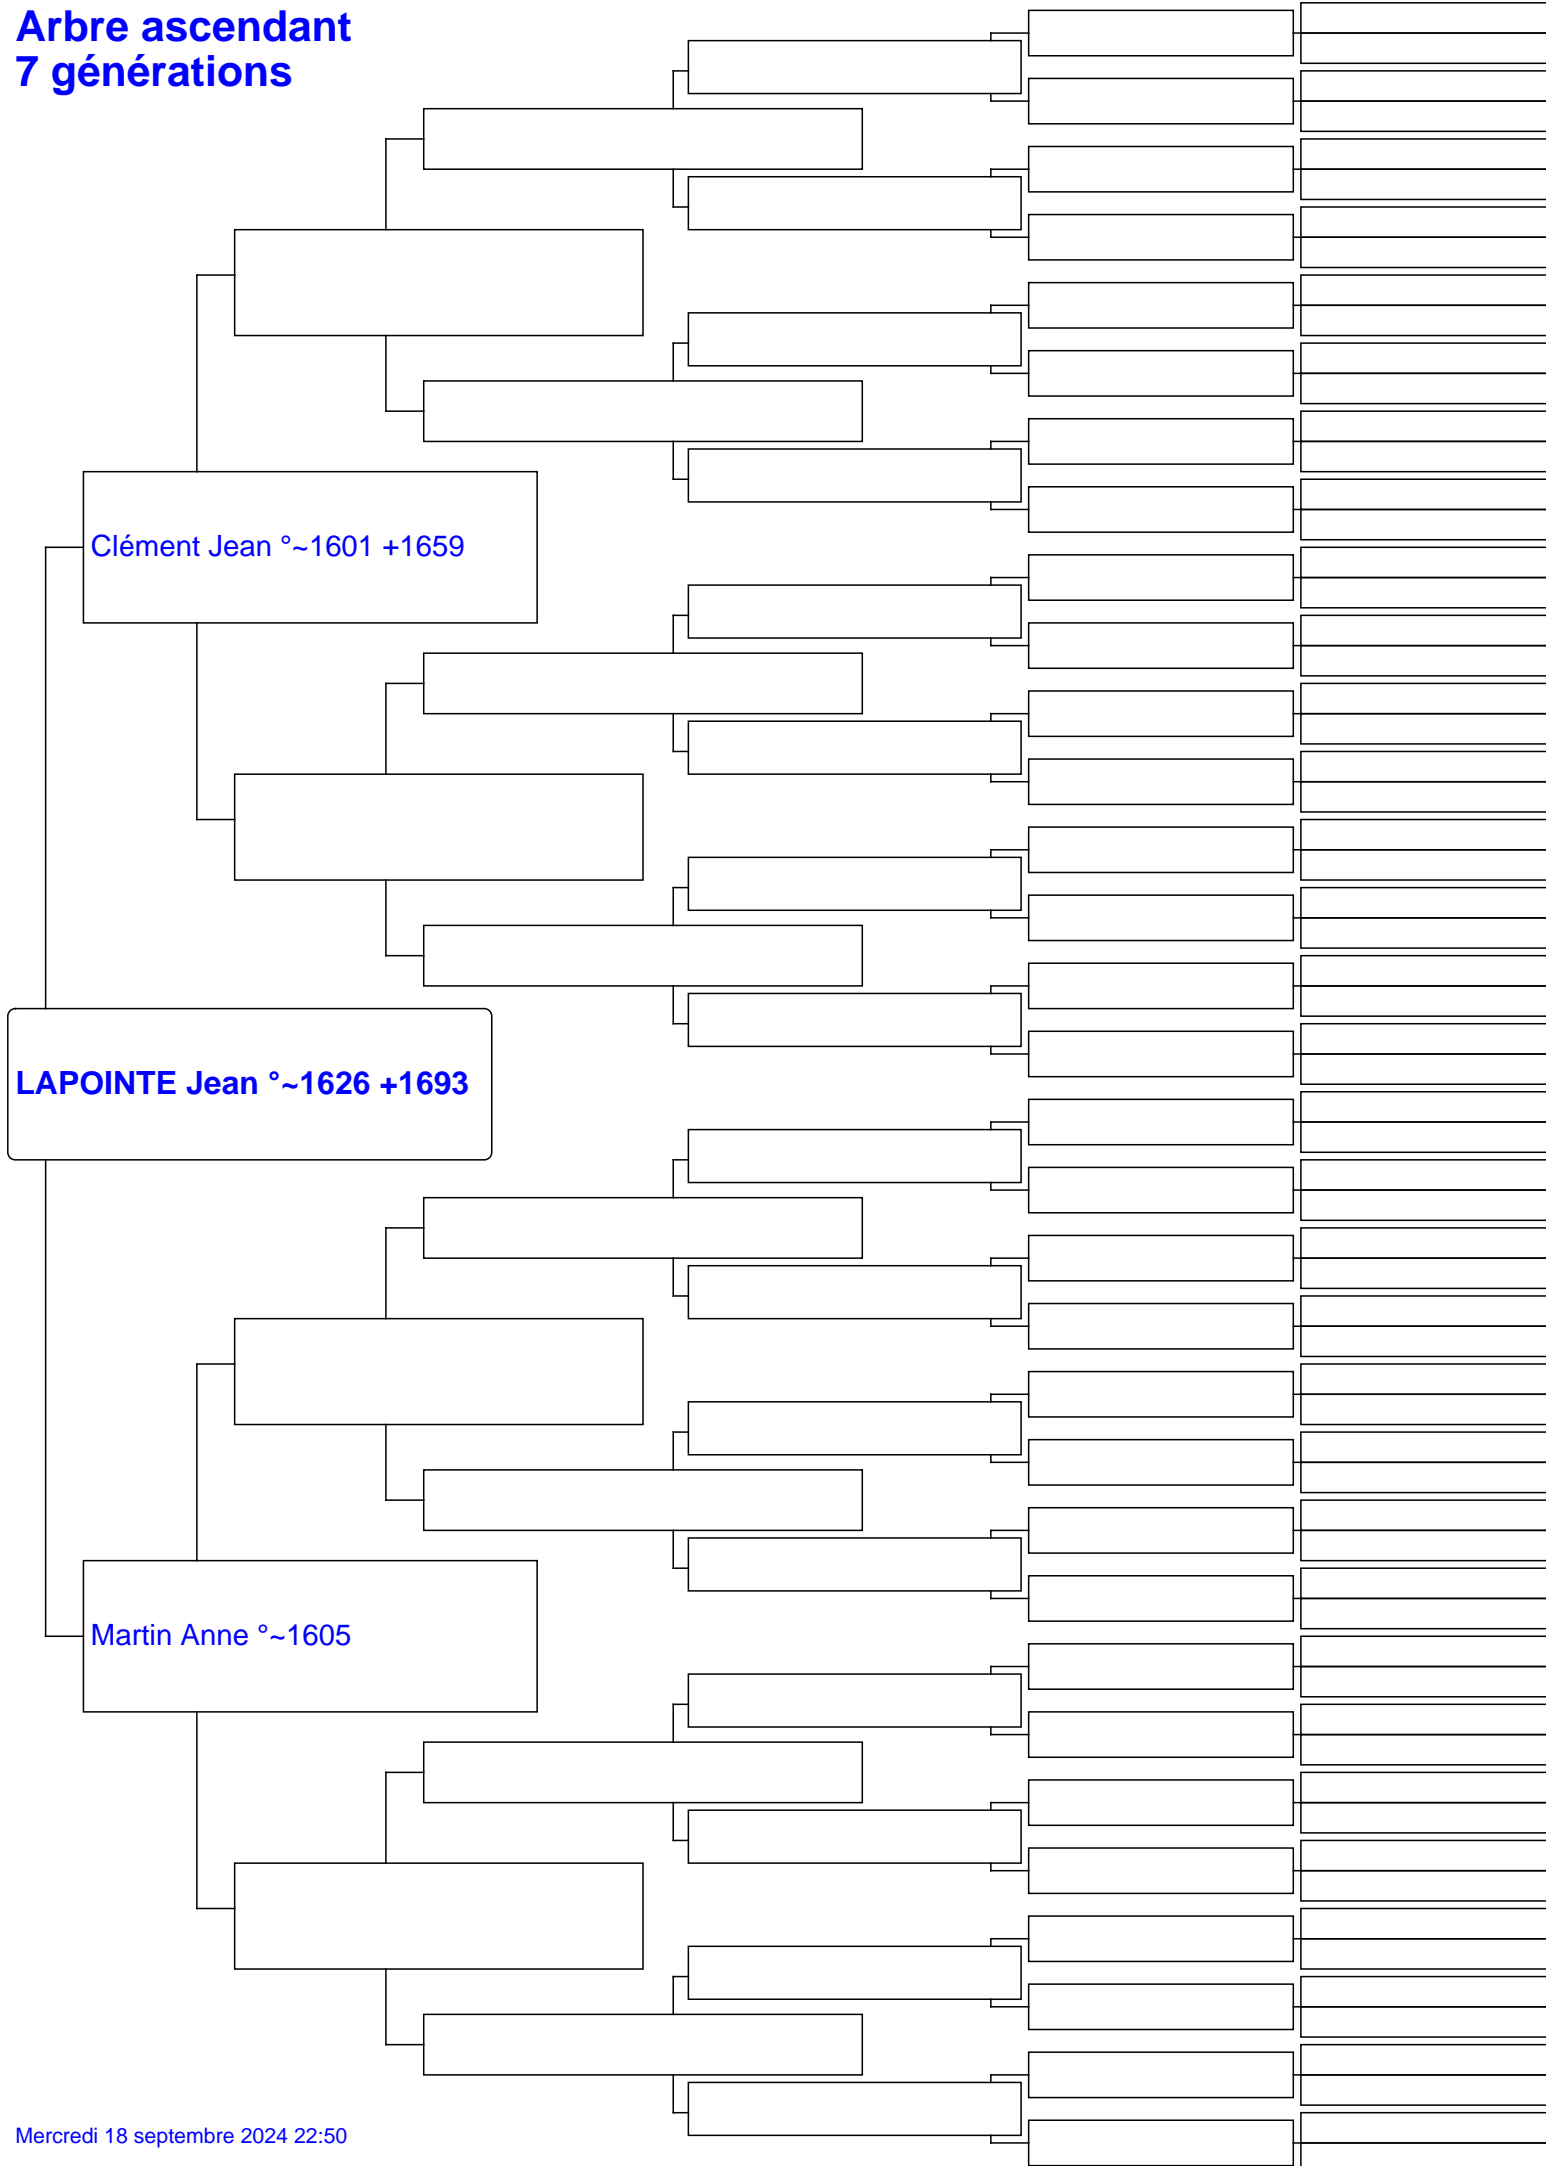 Arbre ascendant
7 générations
Clément Jean °~1601 +1659
LAPOINTE Jean °~1626 +1693
Martin Anne °~1605
Mercredi 18 septembre 2024 22:50